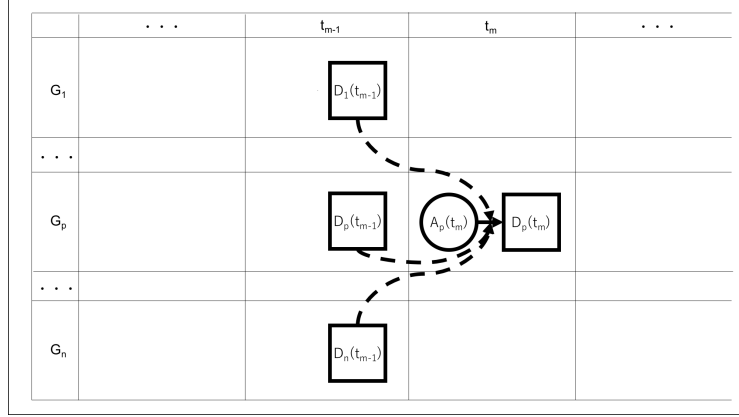 . . . t_{m-1} t_m . . .
G_1 D_1(t_{m-1})
. . .
G_p D_p(t_{m-1}) A_p(t_m) D_p(t_m)
. . .
G_n D_n(t_{m-1})